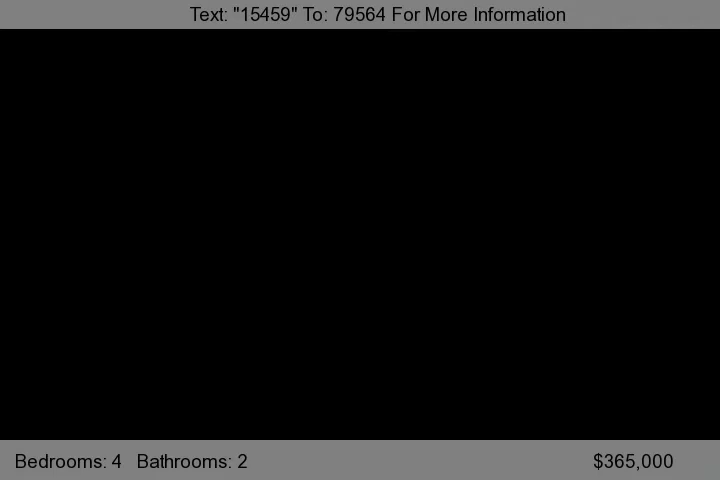 Text: "15459" To: 79564 For More Information
Bedrooms: 4 Bathrooms: 2 $365,000